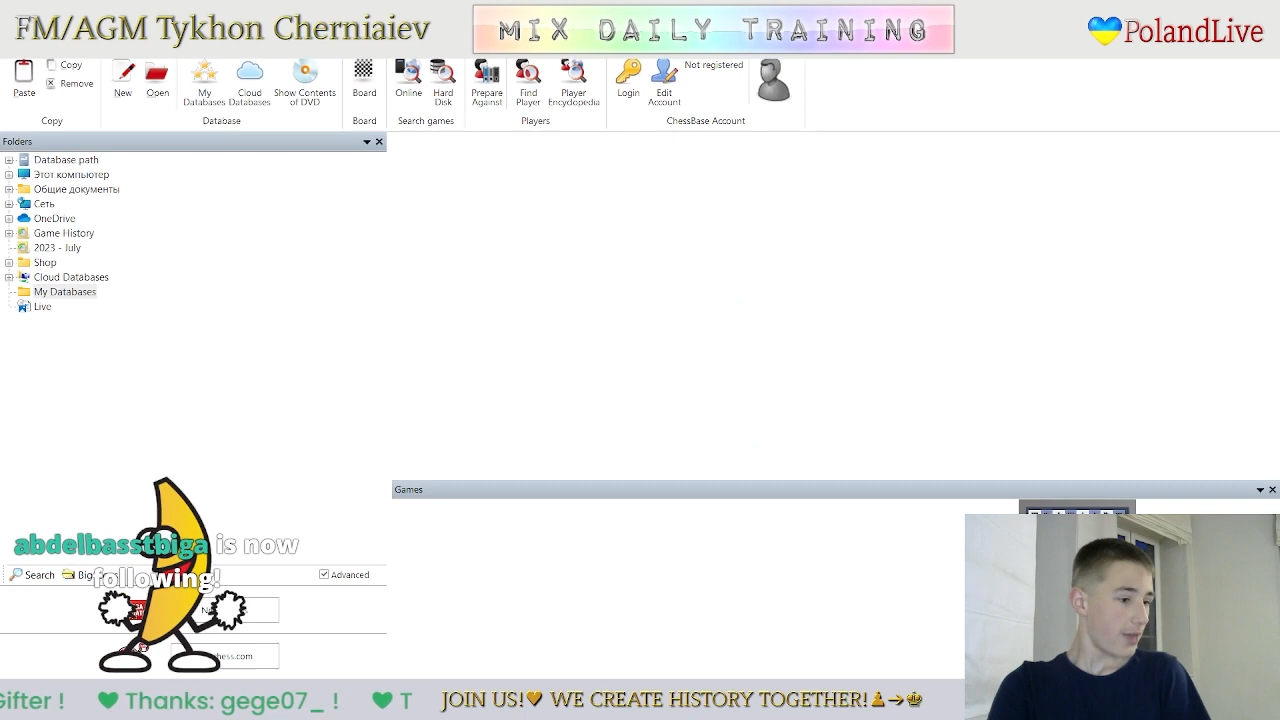 FM/AGM Tykhon Cherniaiev
MIX DAILY TRAINING
PolandLive
Paste
Copy
Remove
New
Open
My Databases
Cloud Databases
Show Contents of DVD
Board
Online
Hard Disk
Prepare Against
Find Player
Player Encyclopedia
Login
Edit Account
Not registered
Copy
Database
Board
Search games
Players
ChessBase Account
Folders
Database path
Этот компьютер
Общие документы
Сеть
OneDrive
Game History
2023 - July
Shop
Cloud Databases
My Databases
Live
Games
abdelbasstbiga is now
following!
Search
Advanced
Gifter !
Thanks: gege07_ !
T
JOIN US! WE CREATE HISTORY TOGETHER!